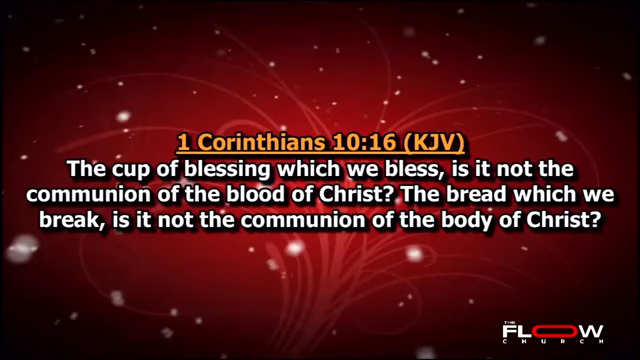 1 Corinthians 10:16 (KJV)
The cup of blessing which we bless, is it not the
communion of the blood of Christ? The bread which we
break, is it not the communion of the body of Christ?
THE
FLOW
CHURCH